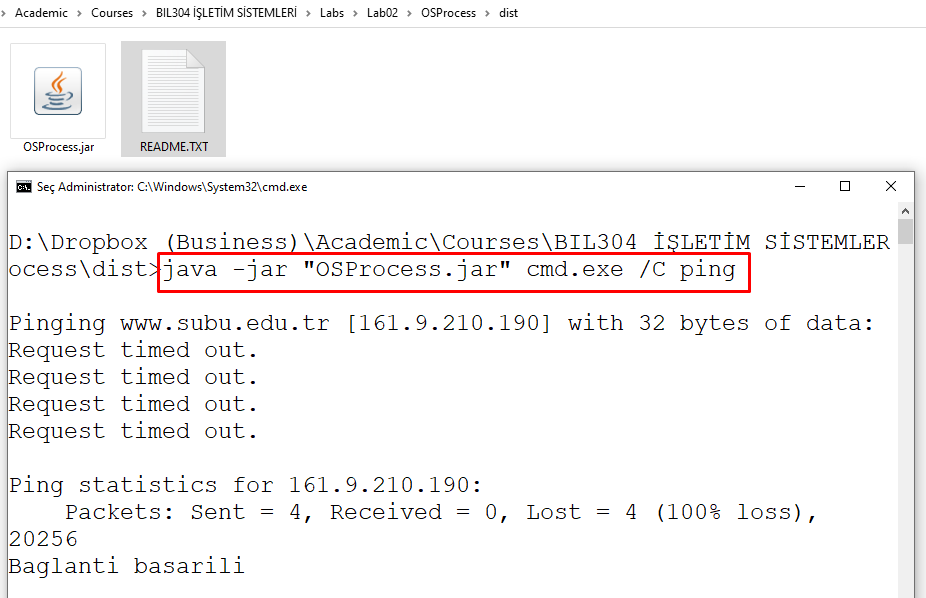 Academic > Courses > BIL304 İŞLETİM SİSTEMLERİ > Labs > Lab02 > OSProcess > dist
OSProcess.jar
README.TXT
Seç Administrator: C:\Windows\System32\cmd.exe
D:\Dropbox (Business)\Academic\Courses\BIL304 İŞLETİM SİSTEMLER
ocess\dist>java -jar "OSProcess.jar" cmd.exe /C ping
Pinging www.subu.edu.tr [161.9.210.190] with 32 bytes of data:
Request timed out.
Request timed out.
Request timed out.
Request timed out.
Ping statistics for 161.9.210.190:
Packets: Sent = 4, Received = 0, Lost = 4 (100% loss),
20256
Baglanti basarili